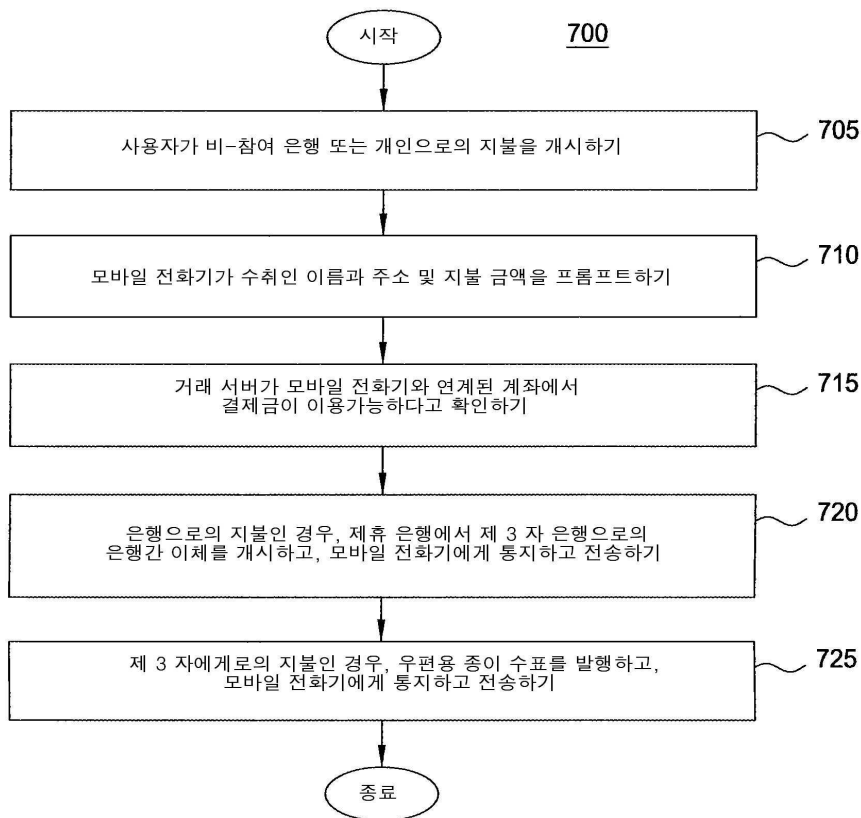 시작
700
사용자가 비-참여 은행 또는 개인으로의 지불을 개시하기
705
모바일 전화기가 수취인 이름과 주소 및 지불 금액을 프롬프트하기
710
거래 서버가 모바일 전화기와 연계된 계좌에서
결제금이 이용가능하다고 확인하기
715
은행으로의 지불인 경우, 제휴 은행에서 제 3 자 은행으로의
은행간 이체를 개시하고, 모바일 전화기에게 통지하고 전송하기
720
제 3 자에게로의 지불인 경우, 우편용 종이 수표를 발행하고,
모바일 전화기에게 통지하고 전송하기
725
종료